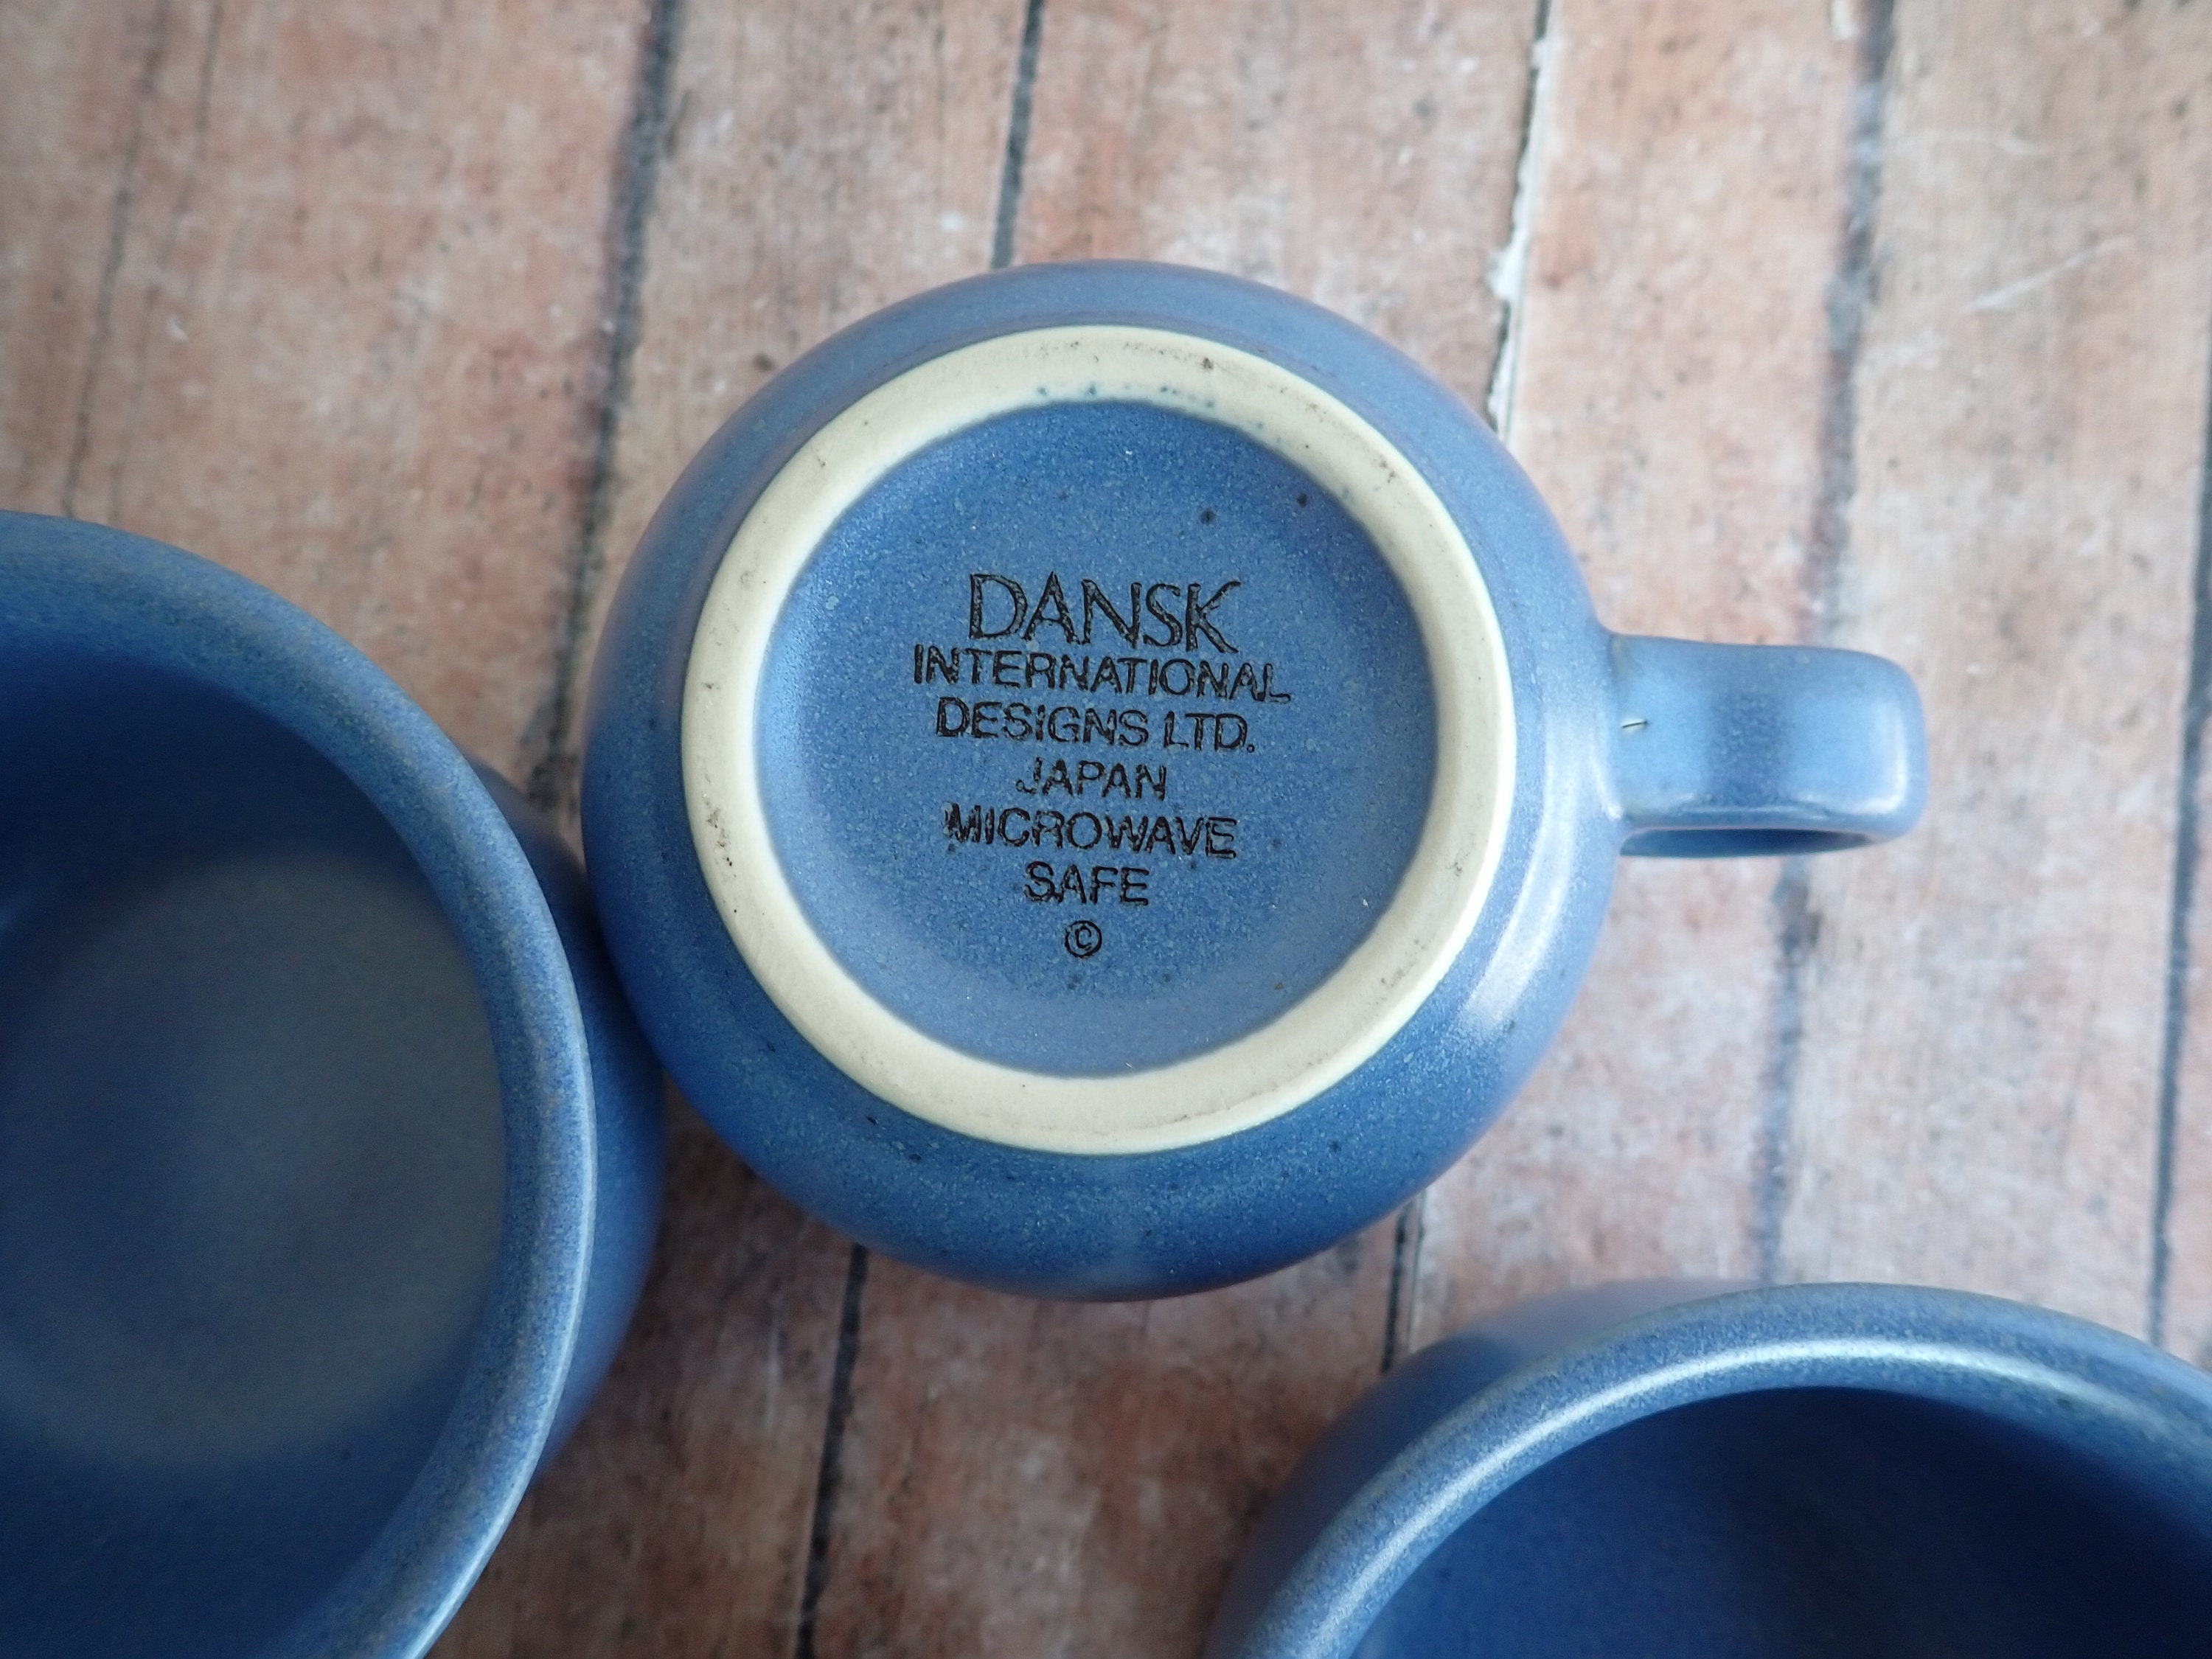 DANSK
INTERNATIONAL
DESIGNS LTD.
JAPAN
MICROWAVE
SAFE
©